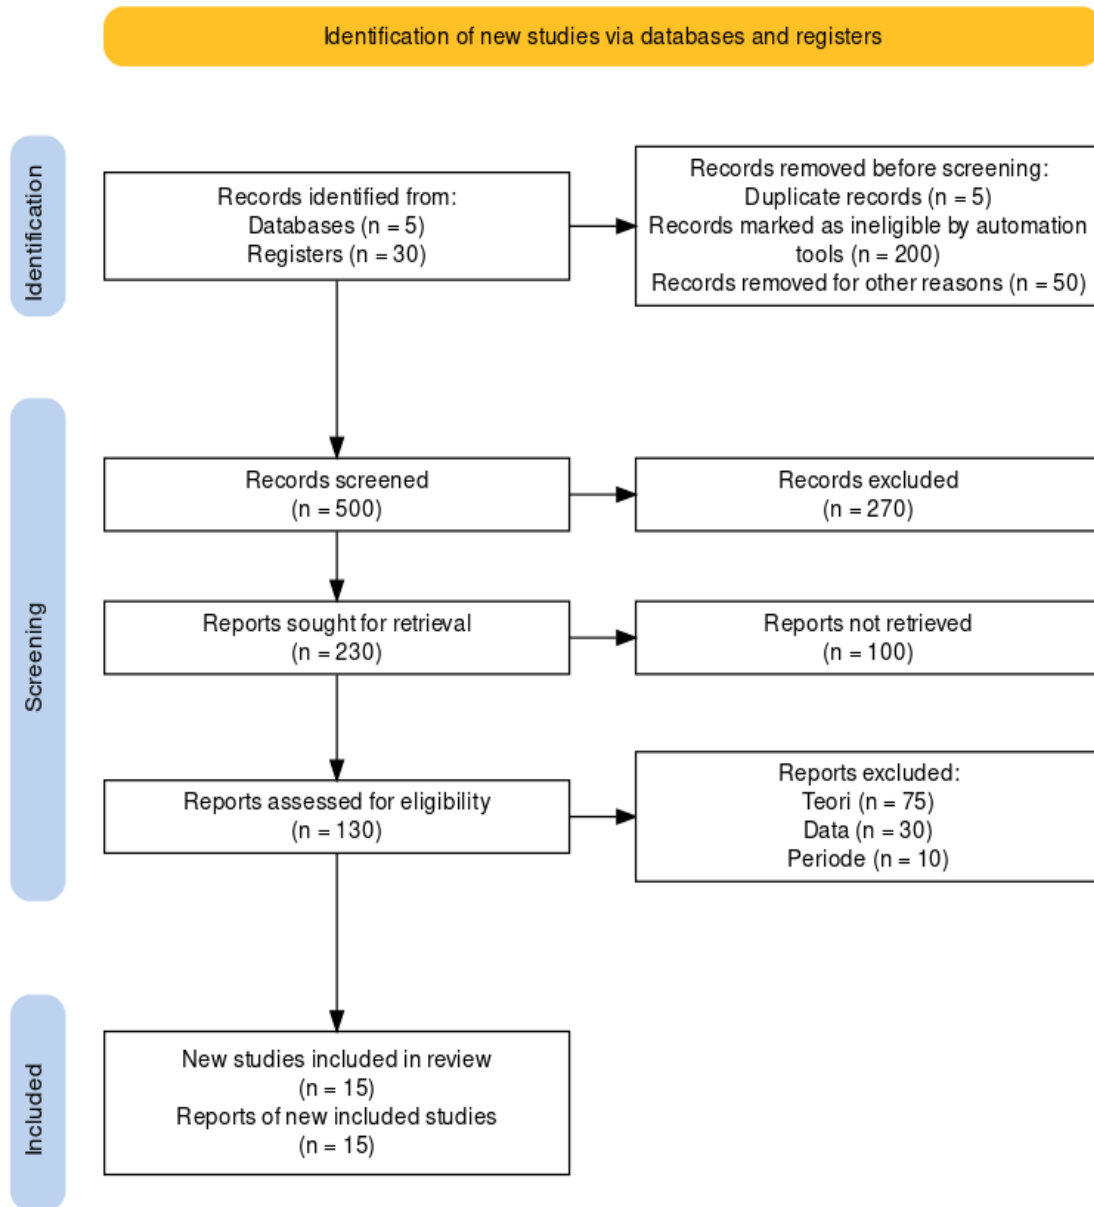 Identification of new studies via databases and registers
Identification
Records identified from:
Databases (n = 5)
Registers (n = 30)
Records removed before screening:
Duplicate records (n = 5)
Records marked as ineligible by automation
tools (n = 200)
Records removed for other reasons (n = 50)
Screening
Records screened
(n = 500)
Records excluded
(n = 270)
Reports sought for retrieval
(n = 230)
Reports not retrieved
(n = 100)
Reports assessed for eligibility
(n = 130)
Reports excluded:
Teori (n = 75)
Data (n = 30)
Periode (n = 10)
Included
New studies included in review
(n = 15)
Reports of new included studies
(n = 15)